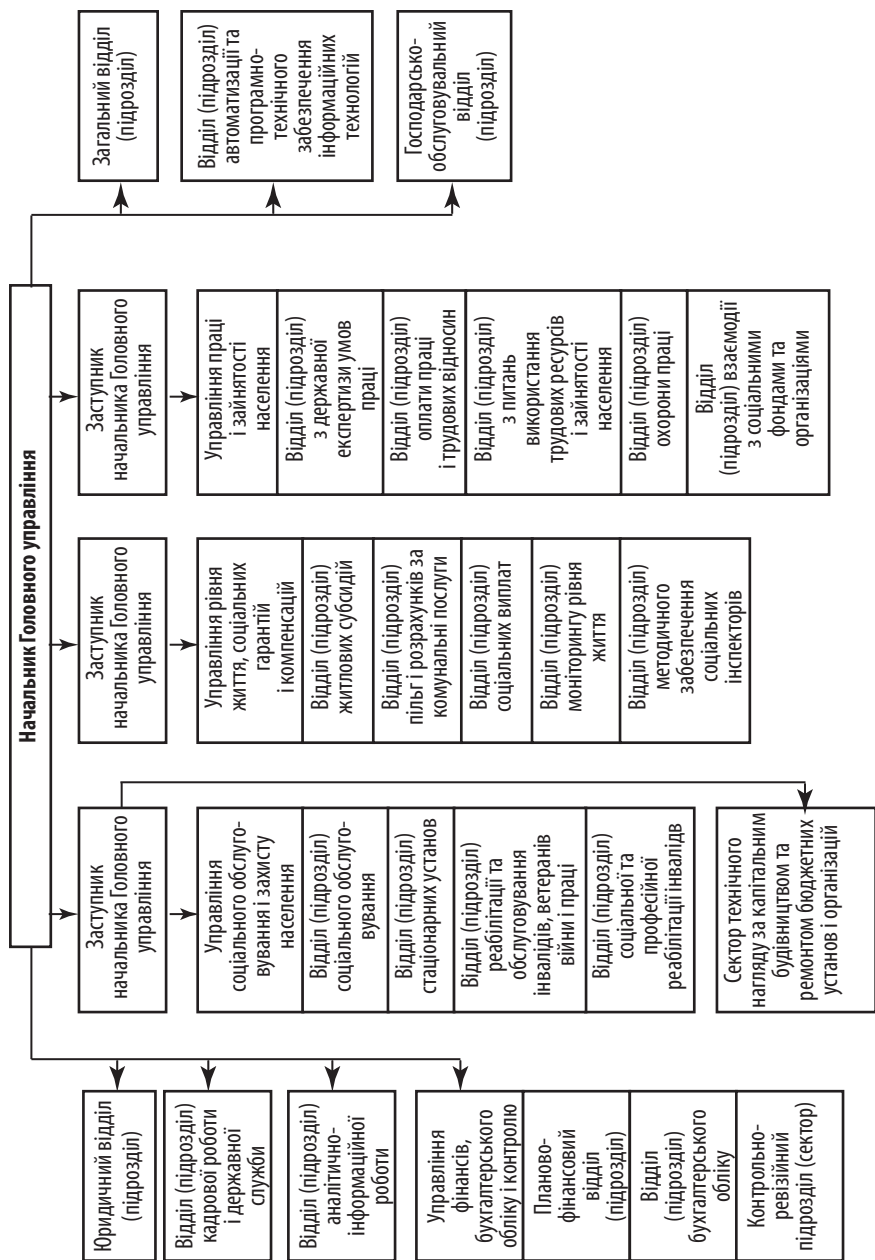 Начальник Головного управління
Юридичний відділ
(підрозділ)
Відділ (підрозділ)
кадрової роботи
і державної
служби
Відділ (підрозділ)
аналітично-
інформаційної
роботи
Управління
фінансів,
бухгалтерського
обліку і контролю
Планово-
фінансовий
відділ
(підрозділ)
Відділ
(підрозділ)
бухгалтерського
обліку
Контрольно-
ревізійний
підрозділ (сектор)
Заступник
начальника Головного
управління
Управління
соціального обслуго-
вування і захисту
населення
Відділ (підрозділ)
соціального обслуго-
вування
Відділ (підрозділ)
стаціонарних установ
Відділ (підрозділ)
реабілітації та
обслуговування
інвалідів, ветеранів
війни і праці
Відділ (підрозділ)
соціальної та
професійної
реабілітації інвалідв
Сектор технічного
нагляду за капітальним
будівництвом та
ремонтом бюджетних
установ і організацій
Заступник
начальника Головного
управління
Управління рівня
життя, соціальних
гарантій
і компенсацій
Відділ (підрозділ)
житлових субсидій
Відділ (підрозділ)
пільг і розрахунків за
комунальні послуги
Відділ (підрозділ)
соціальних виплат
Відділ (підрозділ)
моніторингу рівня
життя
Відділ (підрозділ)
методичного
забезпечення
соціальних
інспекторів
Заступник
начальника Головного
управління
Управління праці
і зайнятості
населення
Відділ (підрозділ)
з державної
експертизи умов
праці
Відділ (підрозділ)
оплати праці
і трудових відносин
Відділ (підрозділ)
з питань
використання
трудових ресурсів
і зайнятості
населення
Відділ (підрозділ)
охорони праці
Відділ
(підрозділ) взаємодії
з соціальними
фондами та
організаціями
Загальний відділ
(підрозділ)
Відділ (підрозділ)
автоматизації та
програмно-
технічного
забезпечення
інформаційних
технологій
Господарсько-
обслуговувальний
відділ
(підрозділ)